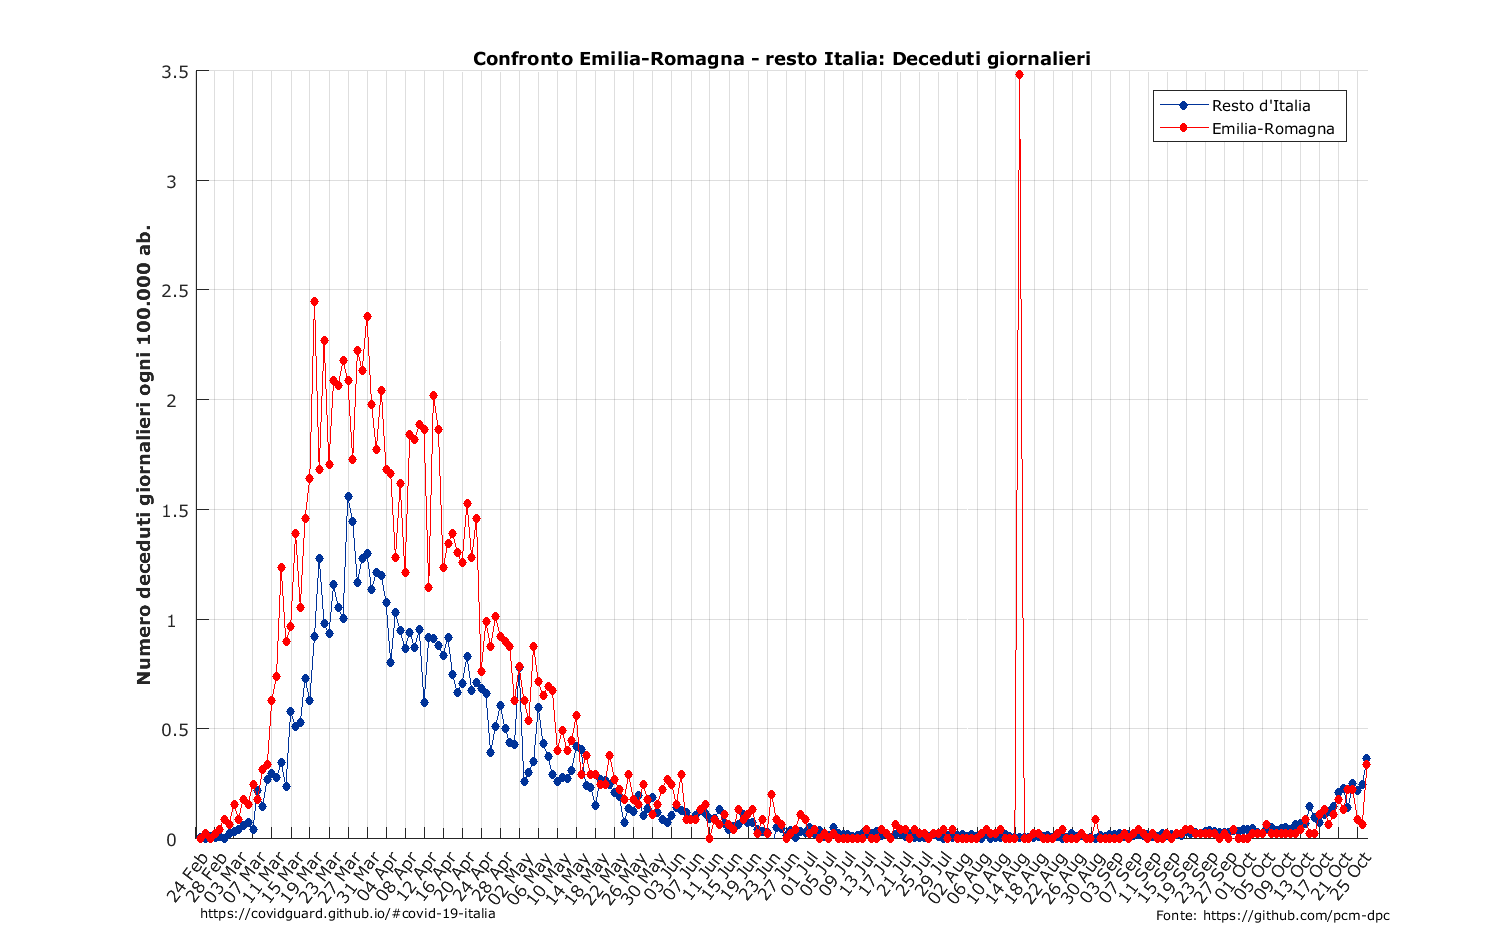 Confronto Emilia-Romagna - resto Italia: Deceduti giornalieri
Numero deceduti giornalieri ogni 100.000 ab.
3.5
3
2.5
2
1.5
1
0.5
0
Resto d'Italia
Emilia-Romagna
24 Feb
28 Feb
03 Mar
07 Mar
11 Mar
15 Mar
19 Mar
23 Mar
27 Mar
31 Mar
04 Apr
08 Apr
12 Apr
16 Apr
20 Apr
24 Apr
28 Apr
02 May
06 May
10 May
14 May
18 May
22 May
26 May
30 May
03 Jun
07 Jun
11 Jun
15 Jun
19 Jun
23 Jun
27 Jun
01 Jul
05 Jul
09 Jul
13 Jul
17 Jul
21 Jul
25 Jul
29 Jul
02 Aug
06 Aug
10 Aug
14 Aug
18 Aug
22 Aug
26 Aug
30 Aug
03 Sep
07 Sep
11 Sep
15 Sep
19 Sep
23 Sep
27 Sep
01 Oct
05 Oct
09 Oct
13 Oct
17 Oct
21 Oct
25 Oct
https://covidguard.github.io/#covid-19-italia
Fonte: https://github.com/pcm-dpc